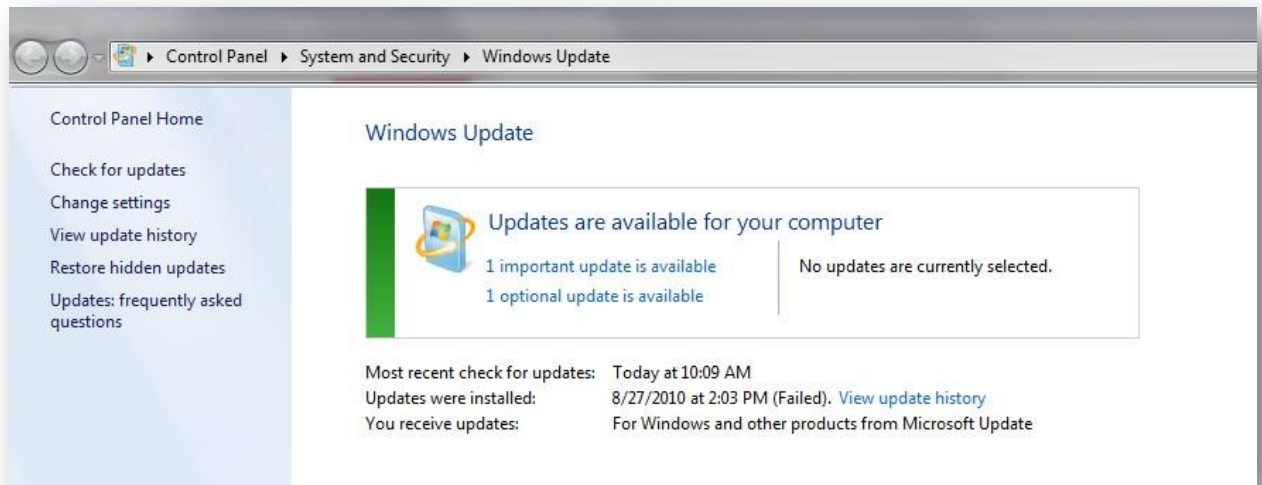 Control Panel ▸ System and Security ▸ Windows Update
Control Panel Home
Check for updates
Change settings
View update history
Restore hidden updates
Updates: frequently asked
questions
Windows Update
Updates are available for your computer
1 important update is available
1 optional update is available
No updates are currently selected.
Most recent check for updates: Today at 10:09 AM
Updates were installed: 8/27/2010 at 2:03 PM (Failed). View update history
You receive updates: For Windows and other products from Microsoft Update